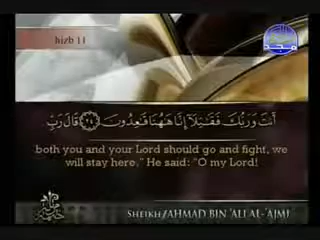 hizb 11
أَنتَ وَرَبُّكَ فَقَٰتِلَآ إِنَّا هَٰهُنَا قَٰعِدُونَ ﴿٢٤﴾ قَالَ رَبِّ
both you and your Lord should go and fight, we
will stay here." He said: "O my Lord!
SHEIKH/AHMAD BIN 'ALI AL-'AJMI